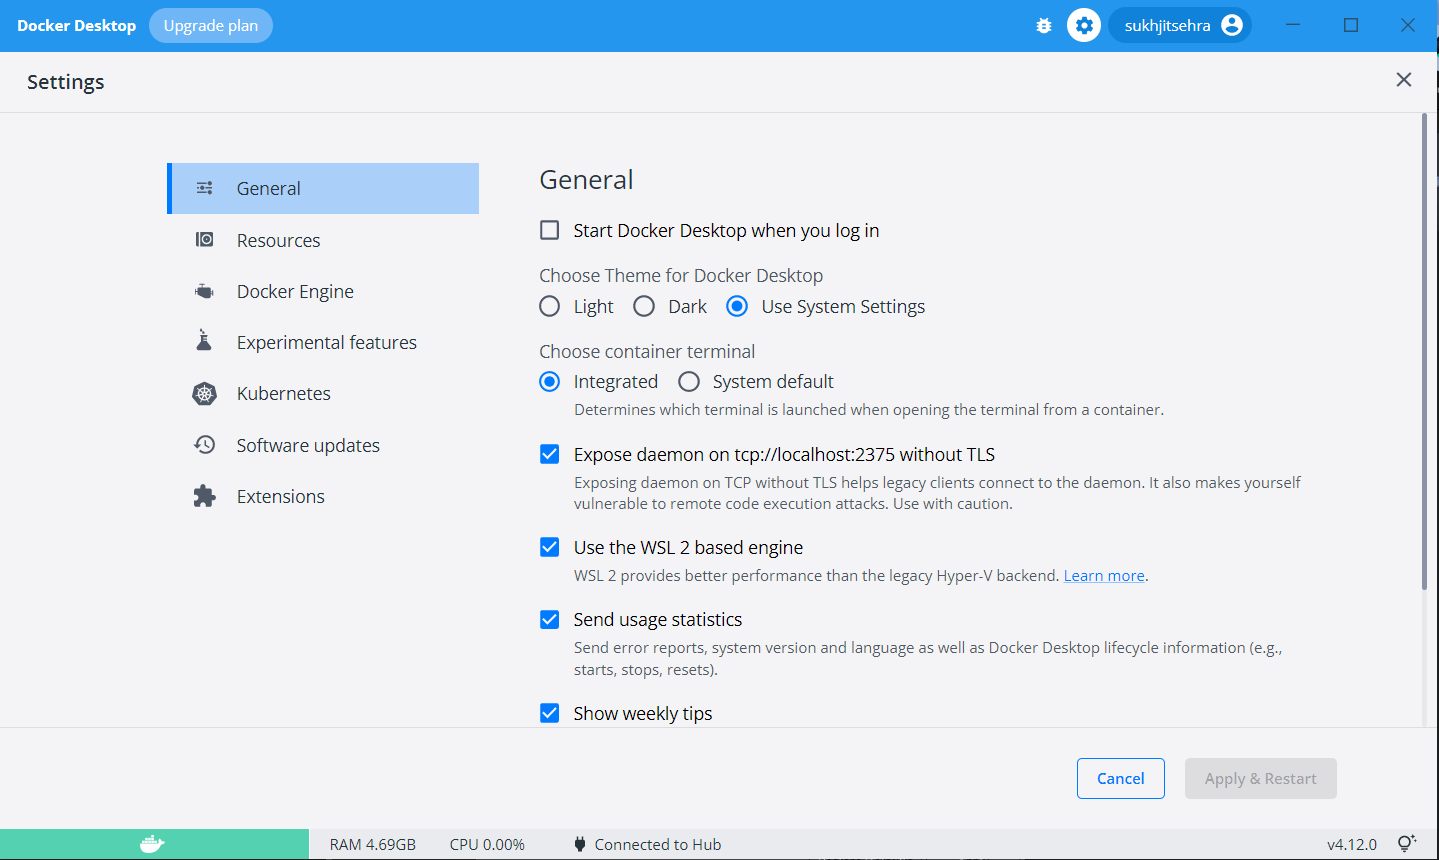 Docker Desktop Upgrade plan sukhjitsehra
Settings
General
Resources
Docker Engine
Experimental features
Kubernetes
Software updates
Extensions
General
Start Docker Desktop when you log in
Choose Theme for Docker Desktop
Light Dark Use System Settings
Choose container terminal
Integrated System default
Determines which terminal is launched when opening the terminal from a container.
Expose daemon on tcp://localhost:2375 without TLS
Exposing daemon on TCP without TLS helps legacy clients connect to the daemon. It also makes yourself
vulnerable to remote code execution attacks. Use with caution.
Use the WSL 2 based engine
WSL 2 provides better performance than the legacy Hyper-V backend. Learn more.
Send usage statistics
Send error reports, system version and language as well as Docker Desktop lifecycle information (e.g.,
starts, stops, resets).
Show weekly tips
Cancel Apply & Restart
RAM 4.69GB CPU 0.00% Connected to Hub v4.12.0